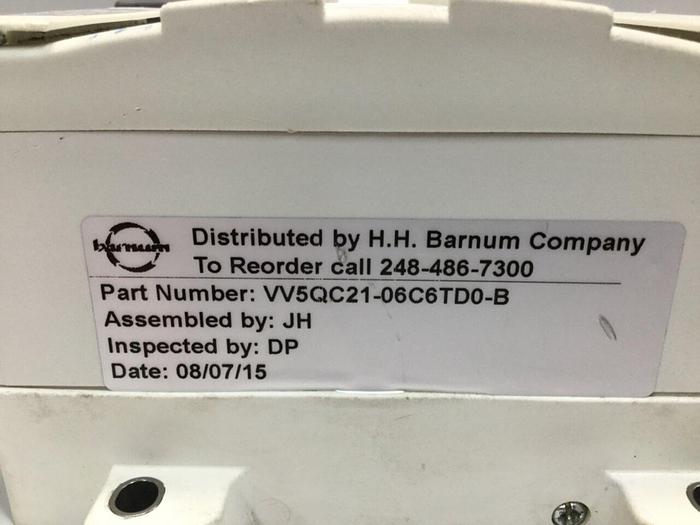 barnum
Distributed by H.H. Barnum Company
To Reorder call 248-486-7300
Part Number: VV5QC21-06C6TD0-B
Assembled by: JH
Inspected by: DP
Date: 08/07/15